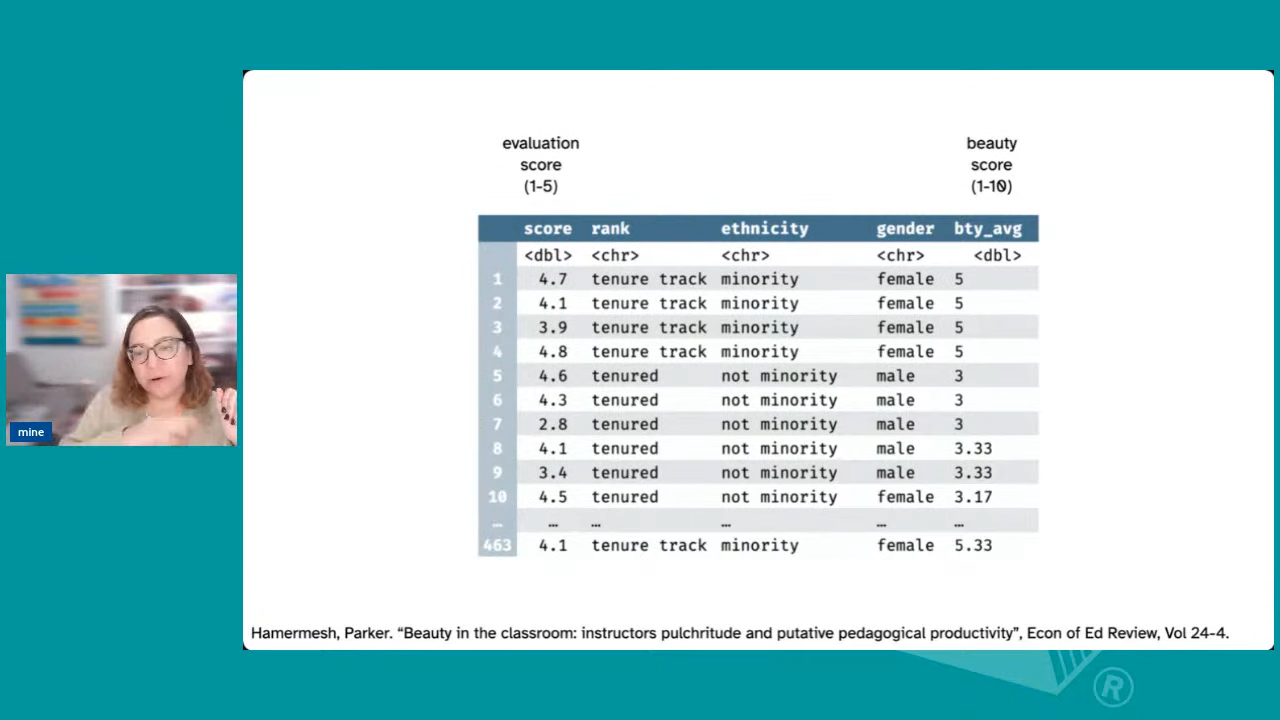 evaluation
score
(1-5)
beauty
score
(1-10)
score rank ethnicity gender bty_avg
<dbl> <chr> <chr> <chr> <dbl>
1 4.7 tenure track minority female 5
2 4.1 tenure track minority female 5
3 3.9 tenure track minority female 5
4 4.8 tenure track minority female 5
5 4.6 tenured not minority male 3
6 4.3 tenured not minority male 3
7 2.8 tenured not minority male 3
8 4.1 tenured not minority male 3.33
9 3.4 tenured not minority male 3.33
10 4.5 tenured not minority female 3.17
… … … … … …
463 4.1 tenure track minority female 5.33
mine
Hamermesh, Parker. “Beauty in the classroom: instructors pulchritude and putative pedagogical productivity”, Econ of Ed Review, Vol 24-4.
®